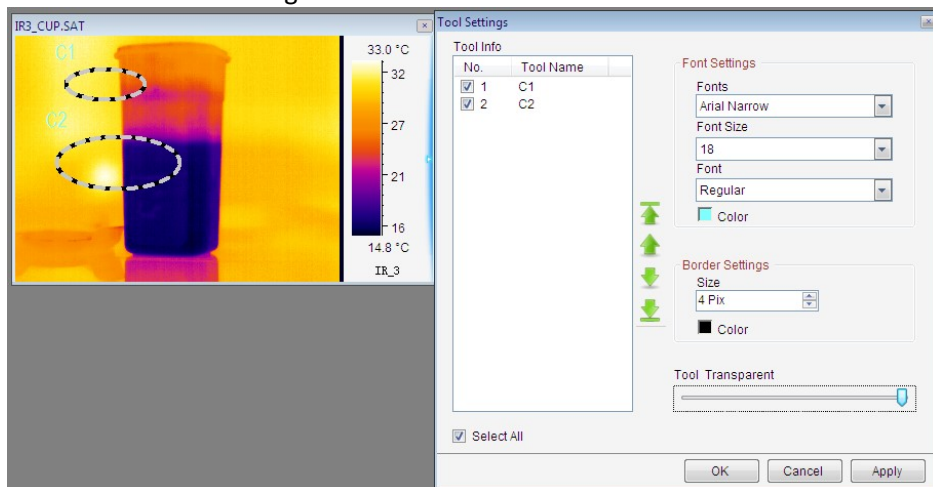 IR3_CUP.SAT
C1
C2
33.0 °C
32
27
21
16
14.8 °C
IR_3
Tool Settings
Tool Info
No. Tool Name
1 C1
2 C2
Select All
Font Settings
Fonts
Arial Narrow
Font Size
18
Font
Regular
Color
Border Settings
Size
4 Pix
Color
Tool Transparent
OK Cancel Apply